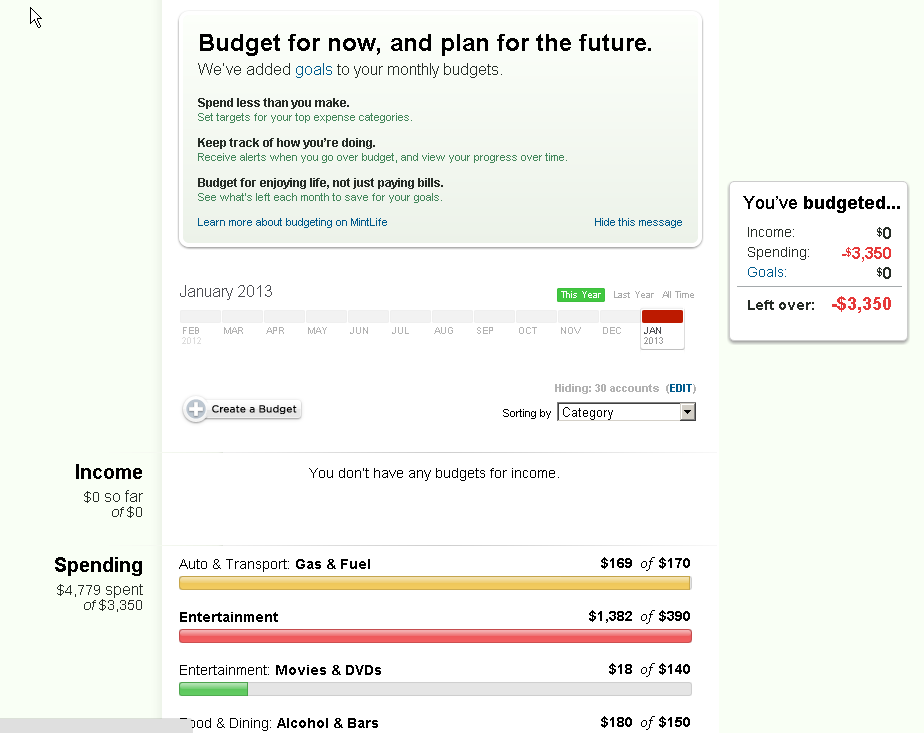 Budget for now, and plan for the future.
We've added goals to your monthly budgets.
Spend less than you make.
Set targets for your top expense categories.
Keep track of how you're doing.
Receive alerts when you go over budget, and view your progress over time.
Budget for enjoying life, not just paying bills.
See what's left each month to save for your goals.
Learn more about budgeting on MintLife Hide this message
You've budgeted...
Income: $0
Spending: -$3,350
Goals: $0
Left over: -$3,350
January 2013 This Year Last Year All Time
FEB MAR APR MAY JUN JUL AUG SEP OCT NOV DEC JAN
2012 2013
Hiding: 30 accounts (EDIT)
Create a Budget Sorting by Category
Income
$0 so far
of $0
You don't have any budgets for income.
Spending
$4,779 spent
of $3,350
Auto & Transport: Gas & Fuel $169 of $170
Entertainment $1,382 of $390
Entertainment: Movies & DVDs $18 of $140
Food & Dining: Alcohol & Bars $180 of $150